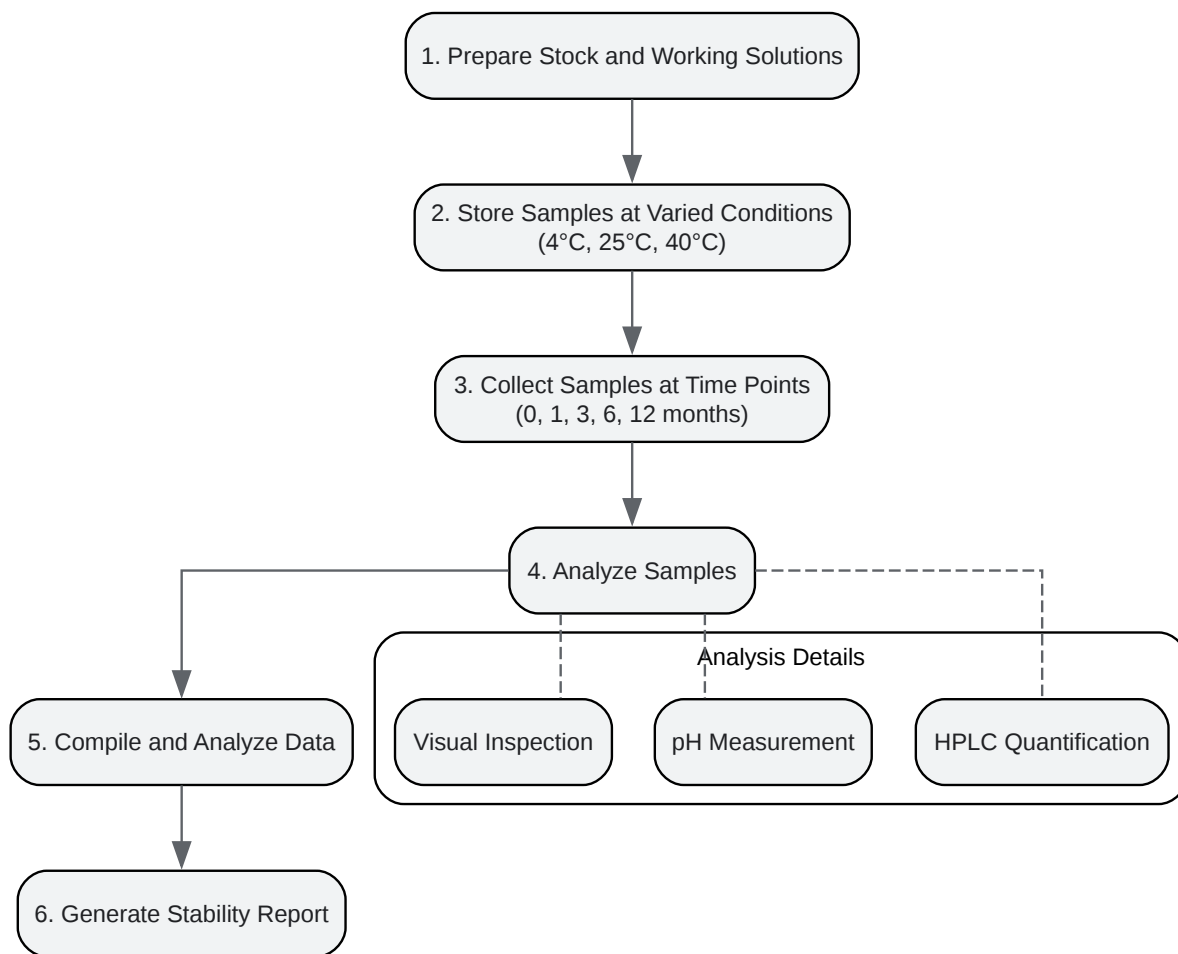 1. Prepare Stock and Working Solutions
2. Store Samples at Varied Conditions
(4°C, 25°C, 40°C)
3. Collect Samples at Time Points
(0, 1, 3, 6, 12 months)
4. Analyze Samples
Analysis Details
5. Compile and Analyze Data
Visual Inspection
pH Measurement
HPLC Quantification
6. Generate Stability Report